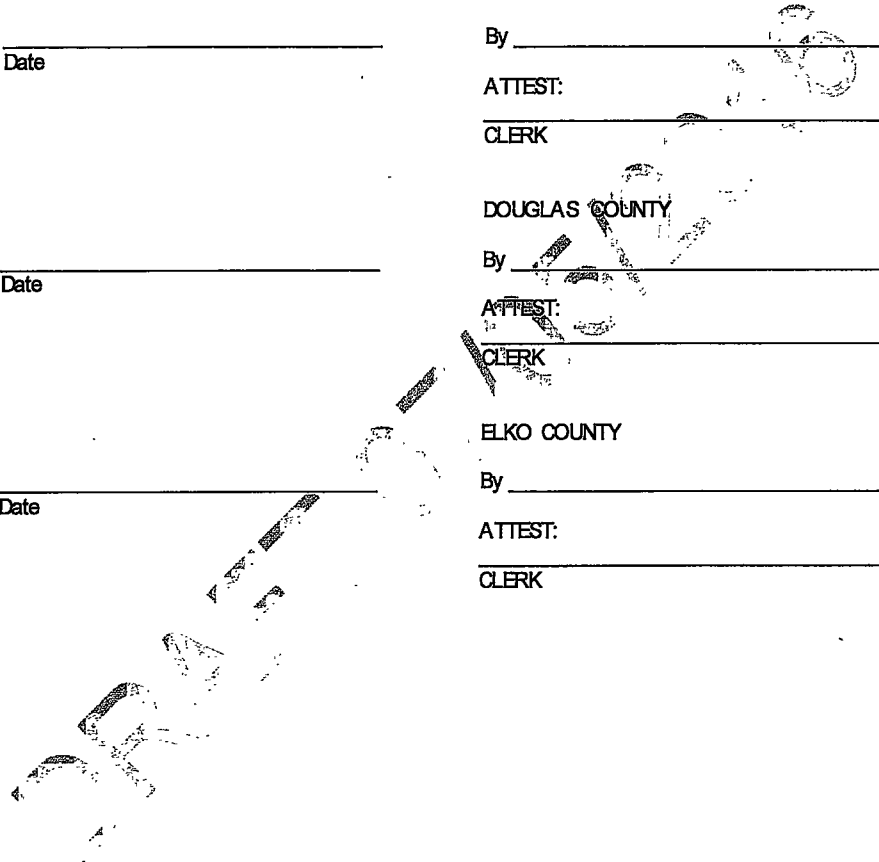 By
Date
ATTEST:
CLERK
DOUGLAS COUNTY
By
Date
ATTEST:
CLERK
ELKO COUNTY
By
Date
ATTEST:
CLERK